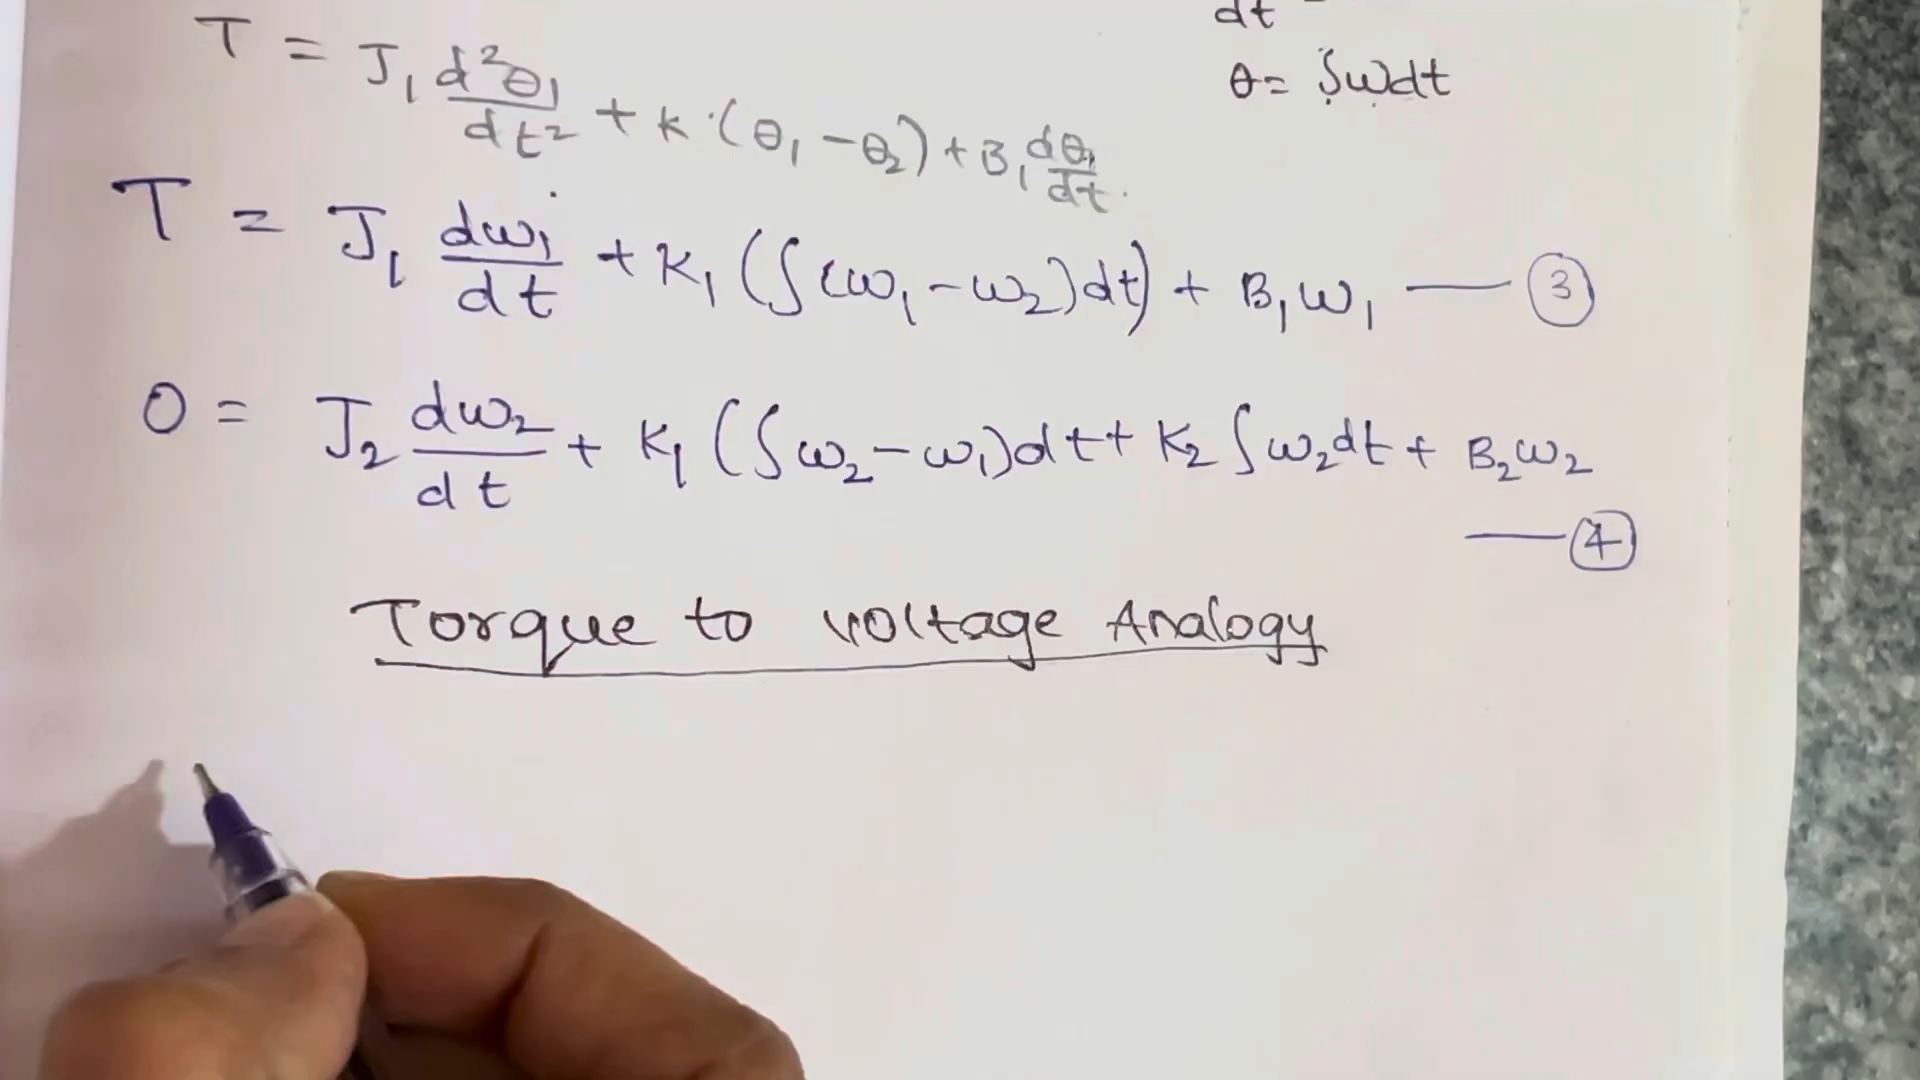 dt
θ = ∫ωdt
T = J₁ d²θ₁/dt² + K·(θ₁ - θ₂) + B₁ dθ₁/dt.
T = J₁ dω₁/dt + K₁ (∫(ω₁ - ω₂)dt) + B₁ω₁ — ③
0 = J₂ dω₂/dt + K₁ (∫ω₂ - ω₁)dt + K₂ ∫ω₂dt + B₂ω₂
— ④
Torque to voltage Analogy